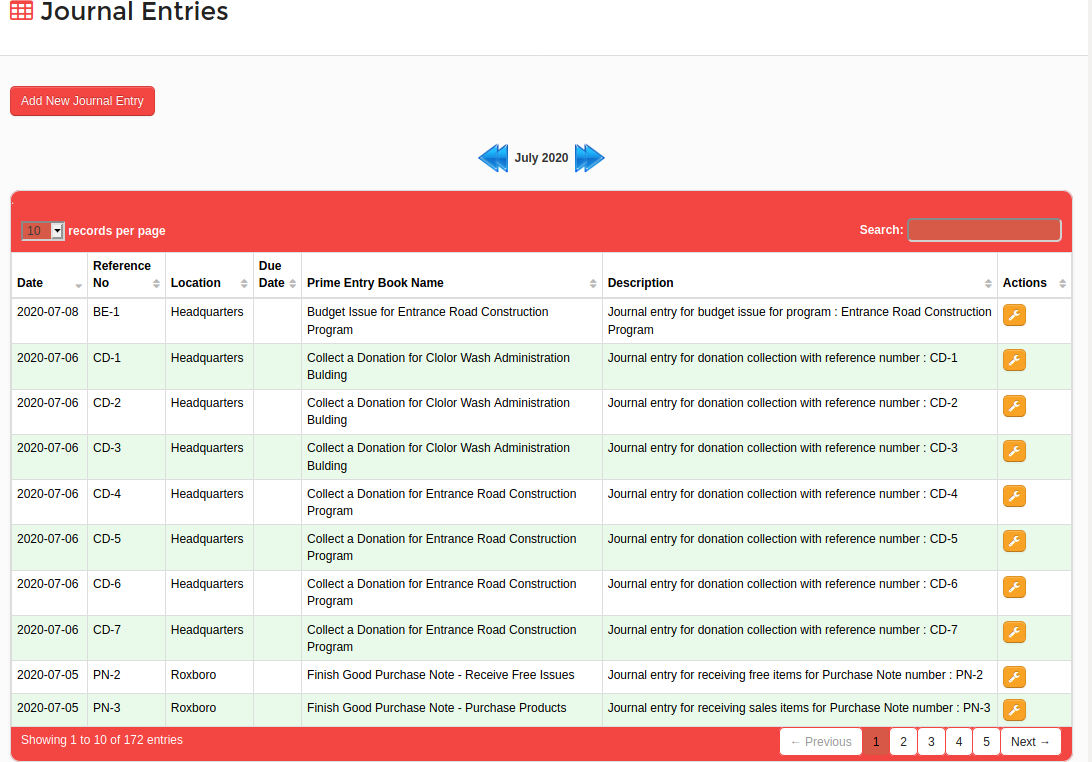 Journal Entries
Add New Journal Entry
July 2020
10 records per page Search:
Date Reference No Location Due Date Prime Entry Book Name Description Actions
2020-07-08 BE-1 Headquarters Budget Issue for Entrance Road Construction Program Journal entry for budget issue for program : Entrance Road Construction Program
2020-07-06 CD-1 Headquarters Collect a Donation for Clolor Wash Administration Bulding Journal entry for donation collection with reference number : CD-1
2020-07-06 CD-2 Headquarters Collect a Donation for Clolor Wash Administration Bulding Journal entry for donation collection with reference number : CD-2
2020-07-06 CD-3 Headquarters Collect a Donation for Clolor Wash Administration Bulding Journal entry for donation collection with reference number : CD-3
2020-07-06 CD-4 Headquarters Collect a Donation for Entrance Road Construction Program Journal entry for donation collection with reference number : CD-4
2020-07-06 CD-5 Headquarters Collect a Donation for Entrance Road Construction Program Journal entry for donation collection with reference number : CD-5
2020-07-06 CD-6 Headquarters Collect a Donation for Entrance Road Construction Program Journal entry for donation collection with reference number : CD-6
2020-07-06 CD-7 Headquarters Collect a Donation for Entrance Road Construction Program Journal entry for donation collection with reference number : CD-7
2020-07-05 PN-2 Roxboro Finish Good Purchase Note - Receive Free Issues Journal entry for receiving free items for Purchase Note number : PN-2
2020-07-05 PN-3 Roxboro Finish Good Purchase Note - Purchase Products Journal entry for receiving sales items for Purchase Note number : PN-3
Showing 1 to 10 of 172 entries ← Previous 1 2 3 4 5 Next →